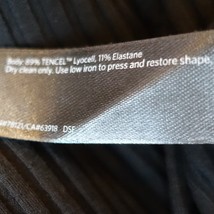 Body: 89% TENCEL™ Lyocell, 11% Elastane
Dry clean only. Use low iron to press and restore shape.
CA#63918 DSF